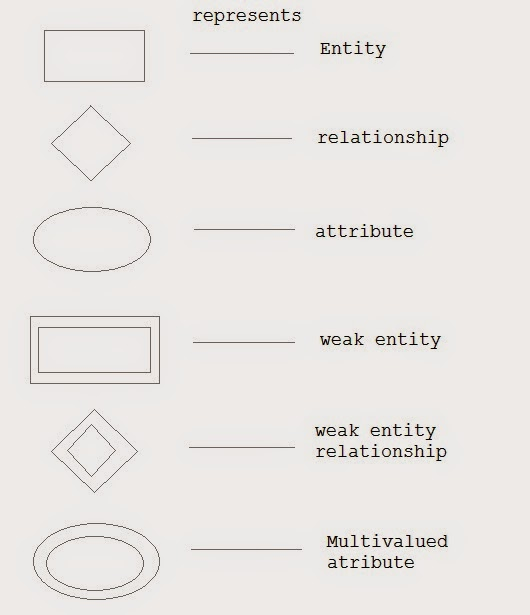 represents
Entity
relationship
attribute
weak entity
weak entity
relationship
Multivalued
atribute